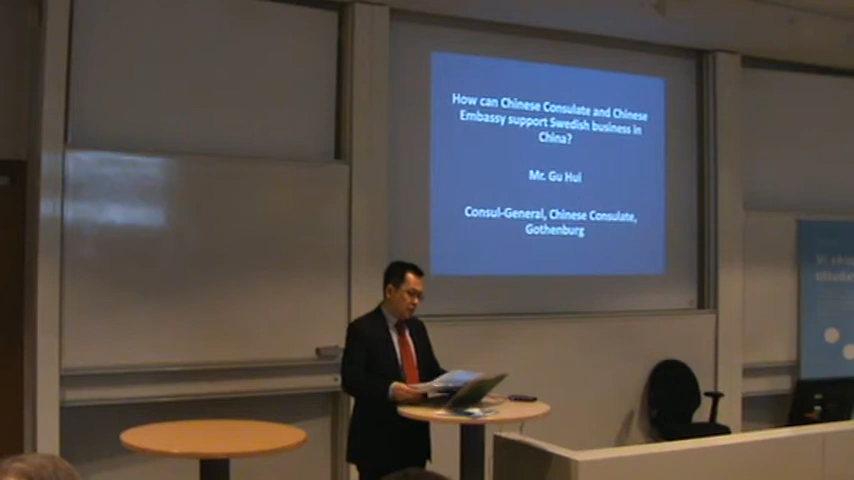 How can Chinese Consulate and Chinese
Embassy support Swedish business in
China?
Mr. Gu Hui
Consul-General, Chinese Consulate,
Gothenburg
Vi